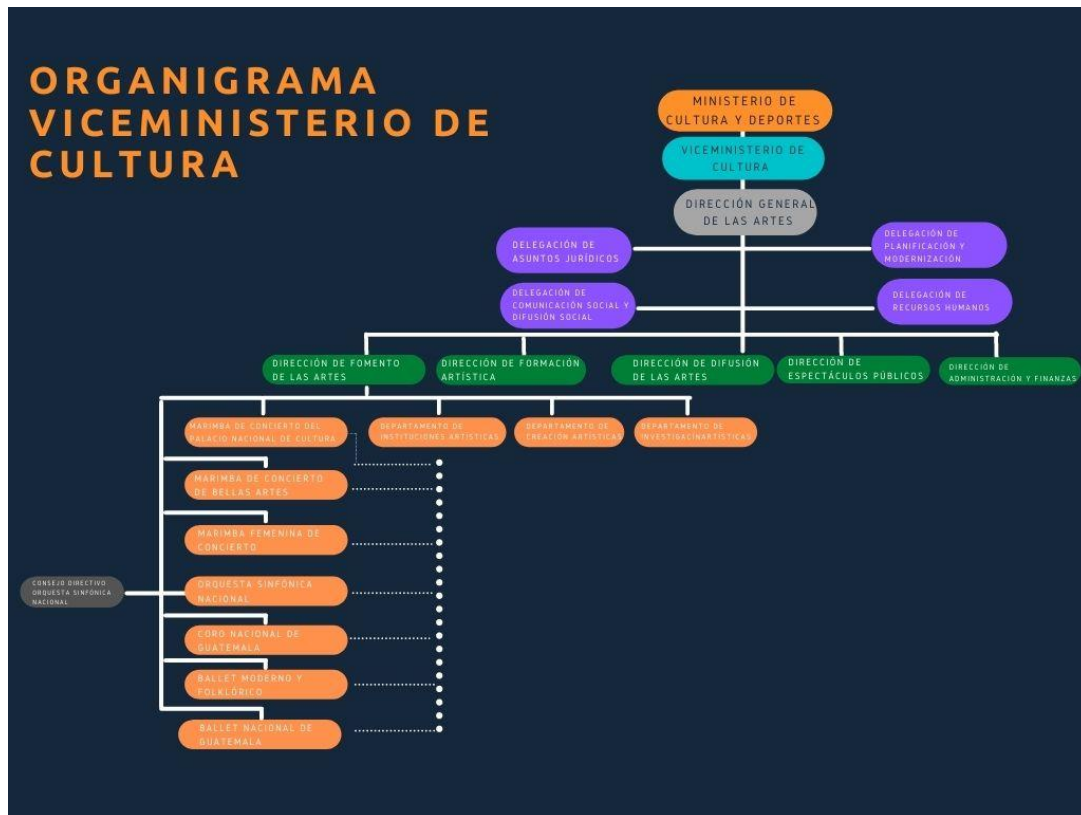 ORGANIGRAMA
VICEMINISTERIO DE
CULTURA
MINISTERIO DE
CULTURA Y DEPORTES
VICEMINISTERIO DE
CULTURA
DIRECCIÓN GENERAL
DE LAS ARTES
DELEGACIÓN DE
ASUNTOS JURÍDICOS
DELEGACIÓN DE
PLANIFICACIÓN Y
MODERNIZACIÓN
DELEGACIÓN DE
COMUNICACIÓN SOCIAL Y
DIFUSIÓN SOCIAL
DELEGACIÓN DE
RECURSOS HUMANOS
DIRECCIÓN DE FOMENTO
DE LAS ARTES
DIRECCIÓN DE FORMACIÓN
ARTÍSTICA
DIRECCIÓN DE DIFUSIÓN
DE LAS ARTES
DIRECCIÓN DE
ESPECTÁCULOS PÚBLICOS
DIRECCIÓN DE
ADMINISTRACIÓN Y FINANZAS
MARIMBA DE CONCIERTO DEL
PALACIO NACIONAL DE CULTURA
DEPARTAMENTO DE
INSTITUCIONES ARTÍSTICAS
DEPARTAMENTO DE
CREACIÓN ARTÍSTICAS
DEPARTAMENTO DE
INVESTIGACINARTÍSTICAS
MARIMBA DE CONCIERTO
DE BELLAS ARTES
MARIMBA FEMENINA DE
CONCIERTO
CONSEJO DIRECTIVO
ORQUESTA SINFÓNICA
NACIONAL
ORQUESTA SINFÓNICA
NACIONAL
CORO NACIONAL DE
GUATEMALA
BALLET MODERNO Y
FOLKLÓRICO
BALLET NACIONAL DE
GUATEMALA